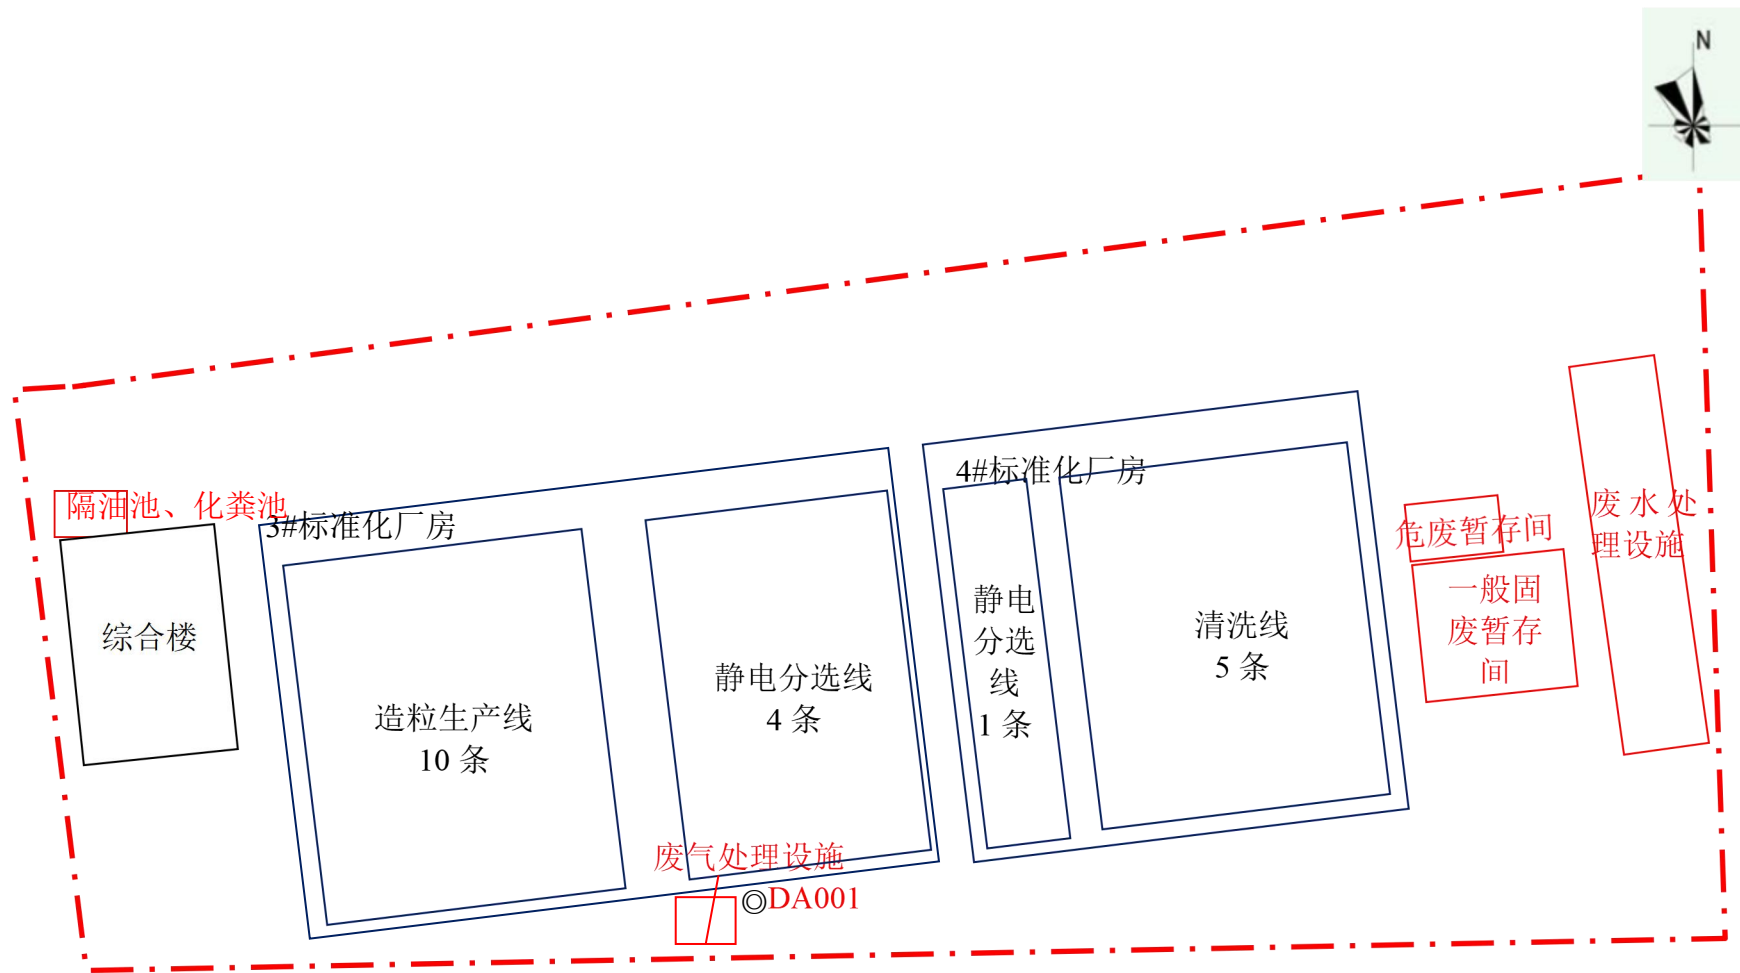 N
隔油池、化粪池
3#标准化厂房
4#标准化厂房
综合楼
造粒生产线
10 条
静电分选线
4 条
静电
分选
线
1 条
清洗线
5 条
危废暂存间
一般固
废暂存
间
废水处
理设施
废气处理设施
◎DA001